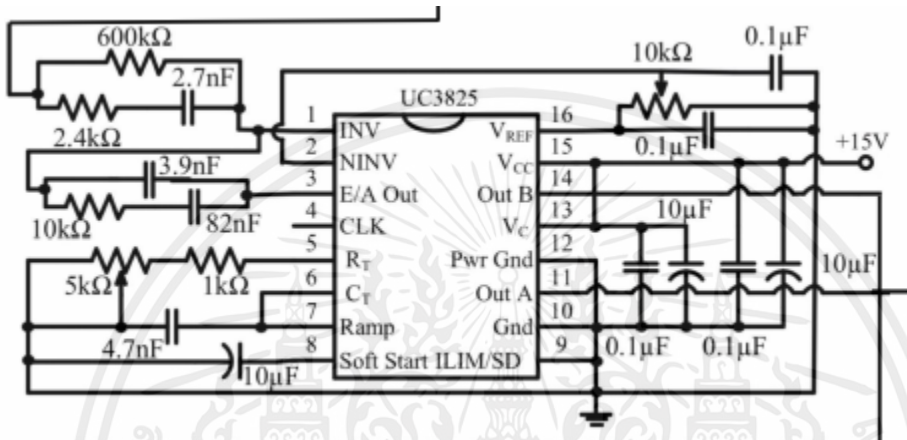 600kΩ
2.7nF
2.4kΩ
3.9nF
10kΩ
82nF
5kΩ
1kΩ
4.7nF
10µF
UC3825
1 INV
2 NINV
3 E/A Out
4 CLK
5 RT
6 CT
7 Ramp
8 Soft Start ILIM/SD 9
16 VREF
15 VCC
14 Out B
13 VC
12 Pwr Gnd
11 Out A
10 Gnd
10kΩ
0.1µF
0.1µF
+15V
10µF
10µF
0.1µF
0.1µF